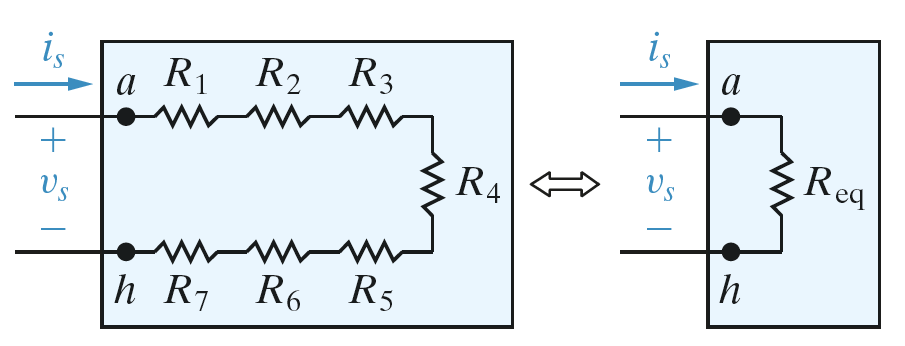 i_s
a R_1 R_2 R_3
+
v_s
−
R_4
h R_7 R_6 R_5
i_s
a
+
v_s
−
R_eq
h